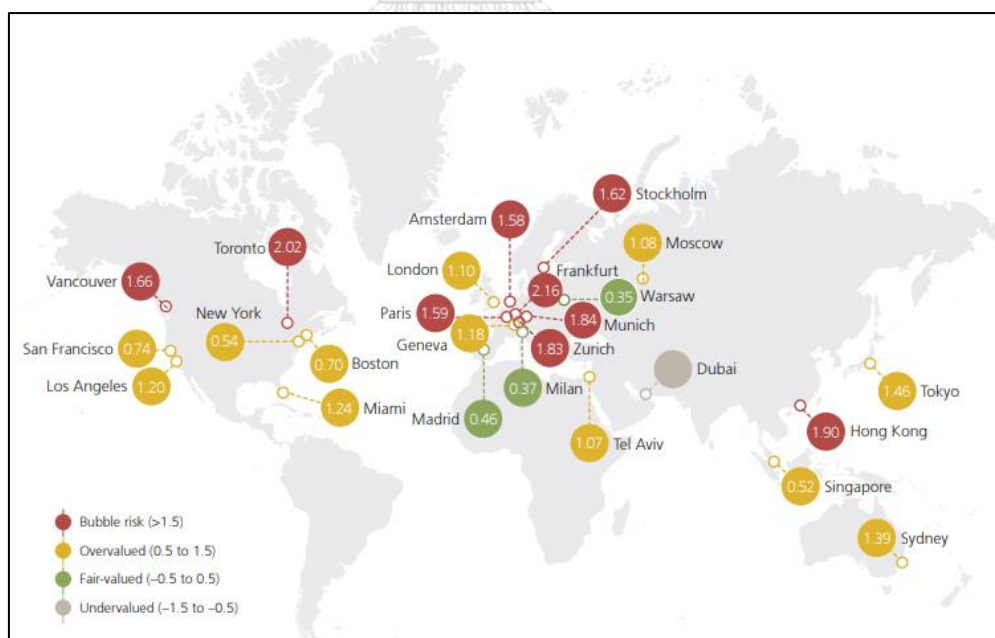 Stockholm
1.62
Amsterdam
1.58
Toronto
2.02
1.08
Moscow
London
1.10
Frankfurt
2.16
Vancouver
1.66
0.35
Warsaw
New York
0.54
Paris
1.59
1.84
Munich
Geneva
1.18
1.83
Zurich
San Francisco
0.74
0.70
Boston
Dubai
Los Angeles
1.20
0.37
Milan
1.46
Tokyo
1.24
Miami
Madrid
0.46
1.90
Hong Kong
1.07
Tel Aviv
0.52
Singapore
1.39
Sydney
Bubble risk (>1.5)
Overvalued (0.5 to 1.5)
Fair-valued (–0.5 to 0.5)
Undervalued (–1.5 to –0.5)